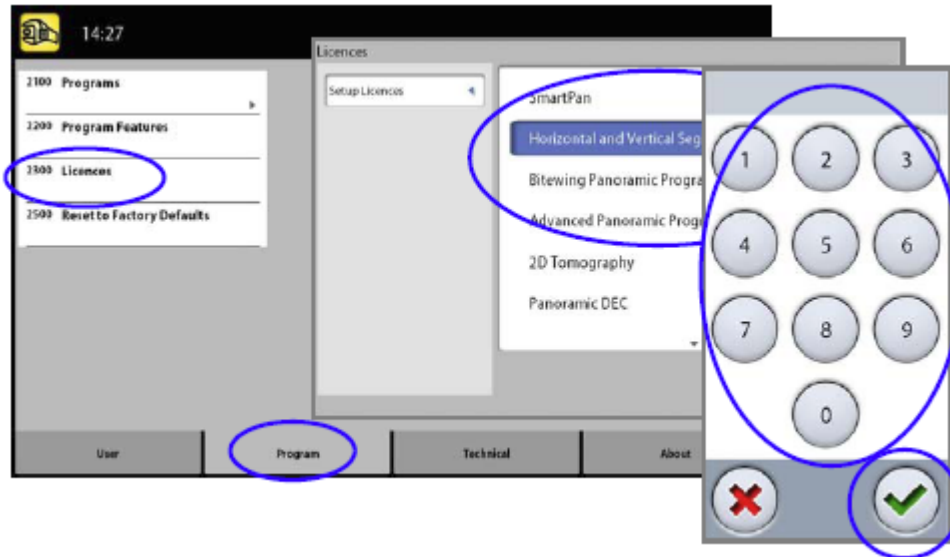 14:27
2100 Programs
2200 Program Features
2300 Licences
2500 Reset to Factory Defaults
Licences
Setup Licences
SmartPan
Horizontal and Vertical Seg
Bitewing Panoramic Progra
Advanced Panoramic Progr
2D Tomography
Panoramic DEC
1 2 3
4 5 6
7 8 9
0
User Program Technical About